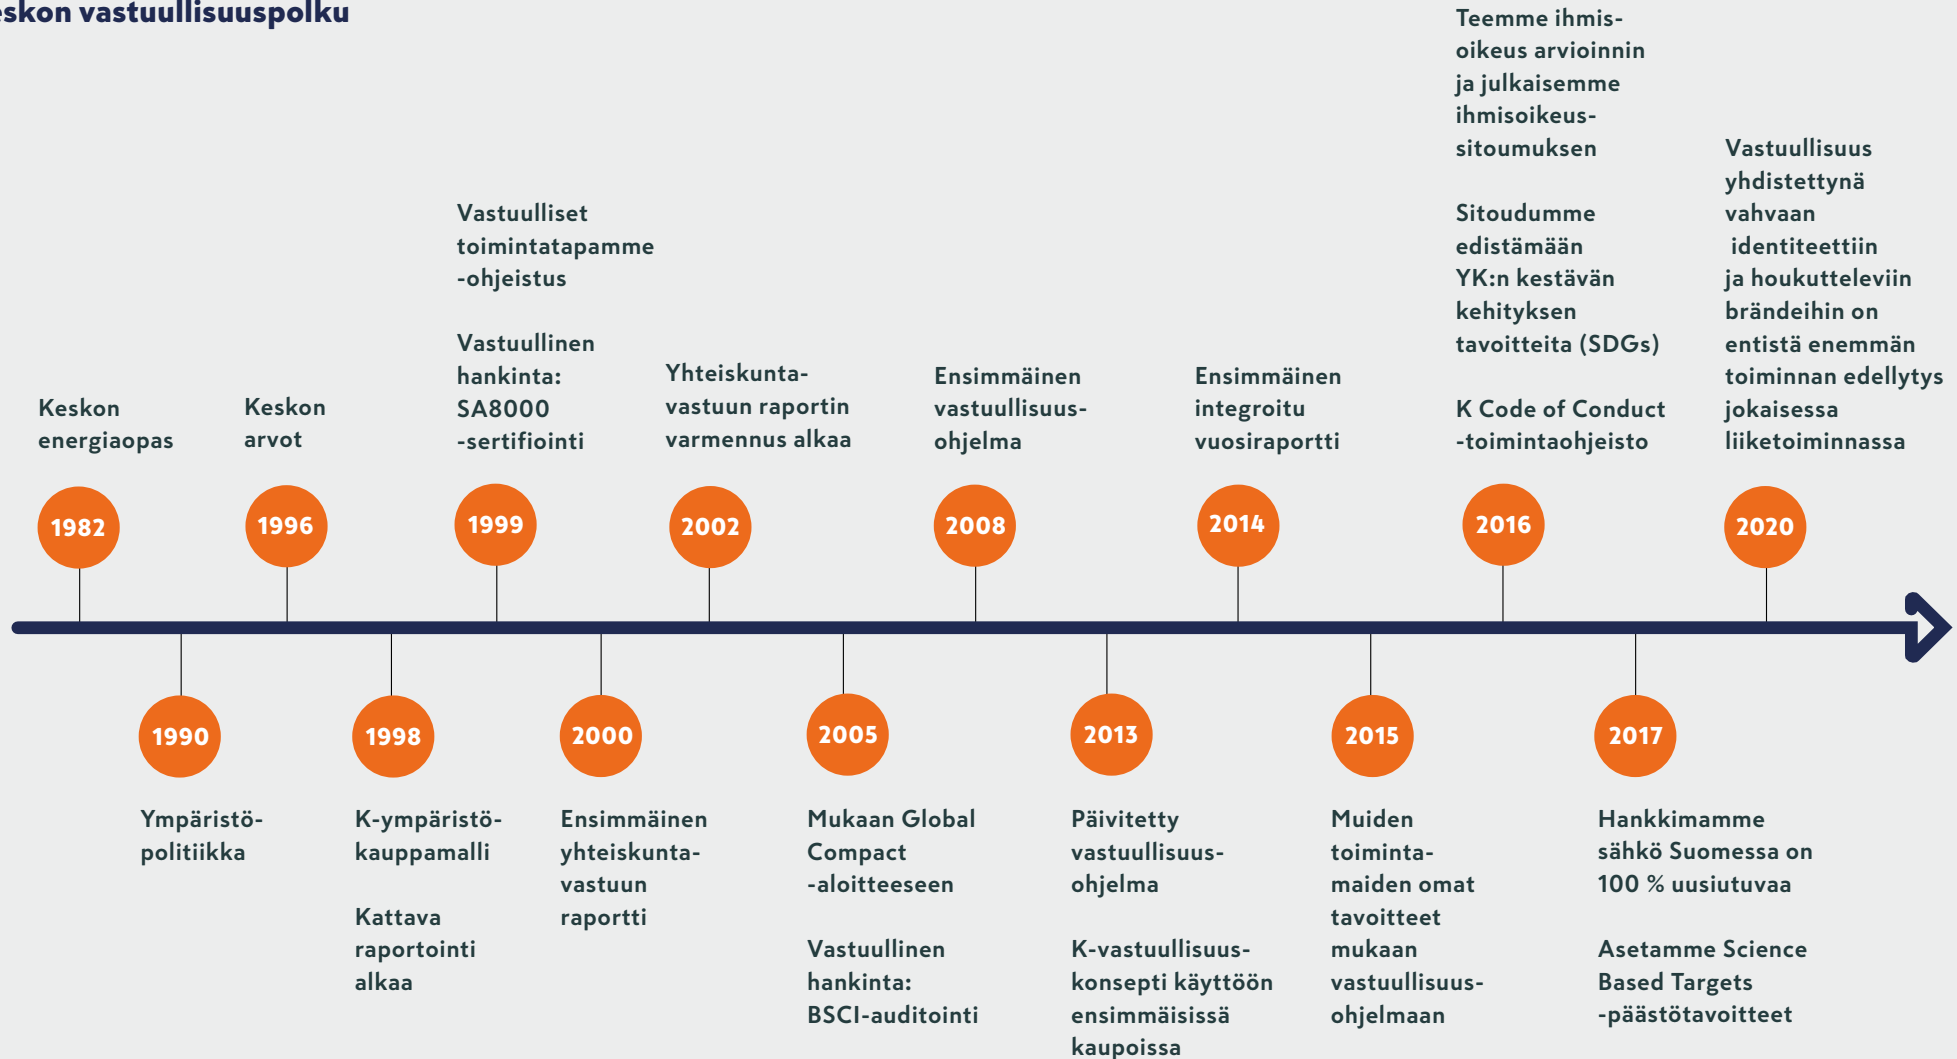 eskon vastuullisuuspolku
Keskon
energiaopas
1982
Ympäristö-
politiikka
1990
Keskon
arvot
1996
K-ympäristö-
kauppamalli
Kattava
raportointi
alkaa
1998
Vastuulliset
toimintatapamme
-ohjeistus
Vastuullinen
hankinta:
SA8000
-sertifiointi
1999
Ensimmäinen
yhteiskunta-
vastuun
raportti
2000
Yhteiskunta-
vastuun raportin
varmennus alkaa
2002
Mukaan Global
Compact
-aloitteeseen
Vastuullinen
hankinta:
BSCI-auditointi
2005
Ensimmäinen
vastuullisuus-
ohjelma
2008
Päivitetty
vastuullisuus-
ohjelma
K-vastuullisuus-
konsepti käyttöön
ensimmäisissä
kaupoissa
2013
Ensimmäinen
integroitu
vuosiraportti
2014
Muiden
toiminta-
maiden omat
tavoitteet
mukaan
vastuullisuus-
ohjelmaan
2015
Teemme ihmis-
oikeus arvioinnin
ja julkaisemme
ihmisoikeus-
sitoumuksen
Sitoudumme
edistämään
YK:n kestävän
kehityksen
tavoitteita (SDGs)
K Code of Conduct
-toimintaohjeisto
2016
Hankkimamme
sähkö Suomessa on
100 % uusiutuvaa
Asetamme Science
Based Targets
-päästötavoitteet
2017
Vastuullisuus
yhdistettynä
vahvaan
identiteettiin
ja houkutteleviin
brändeihin on
entistä enemmän
toiminnan edellytys
jokaisessa
liiketoiminnassa
2020